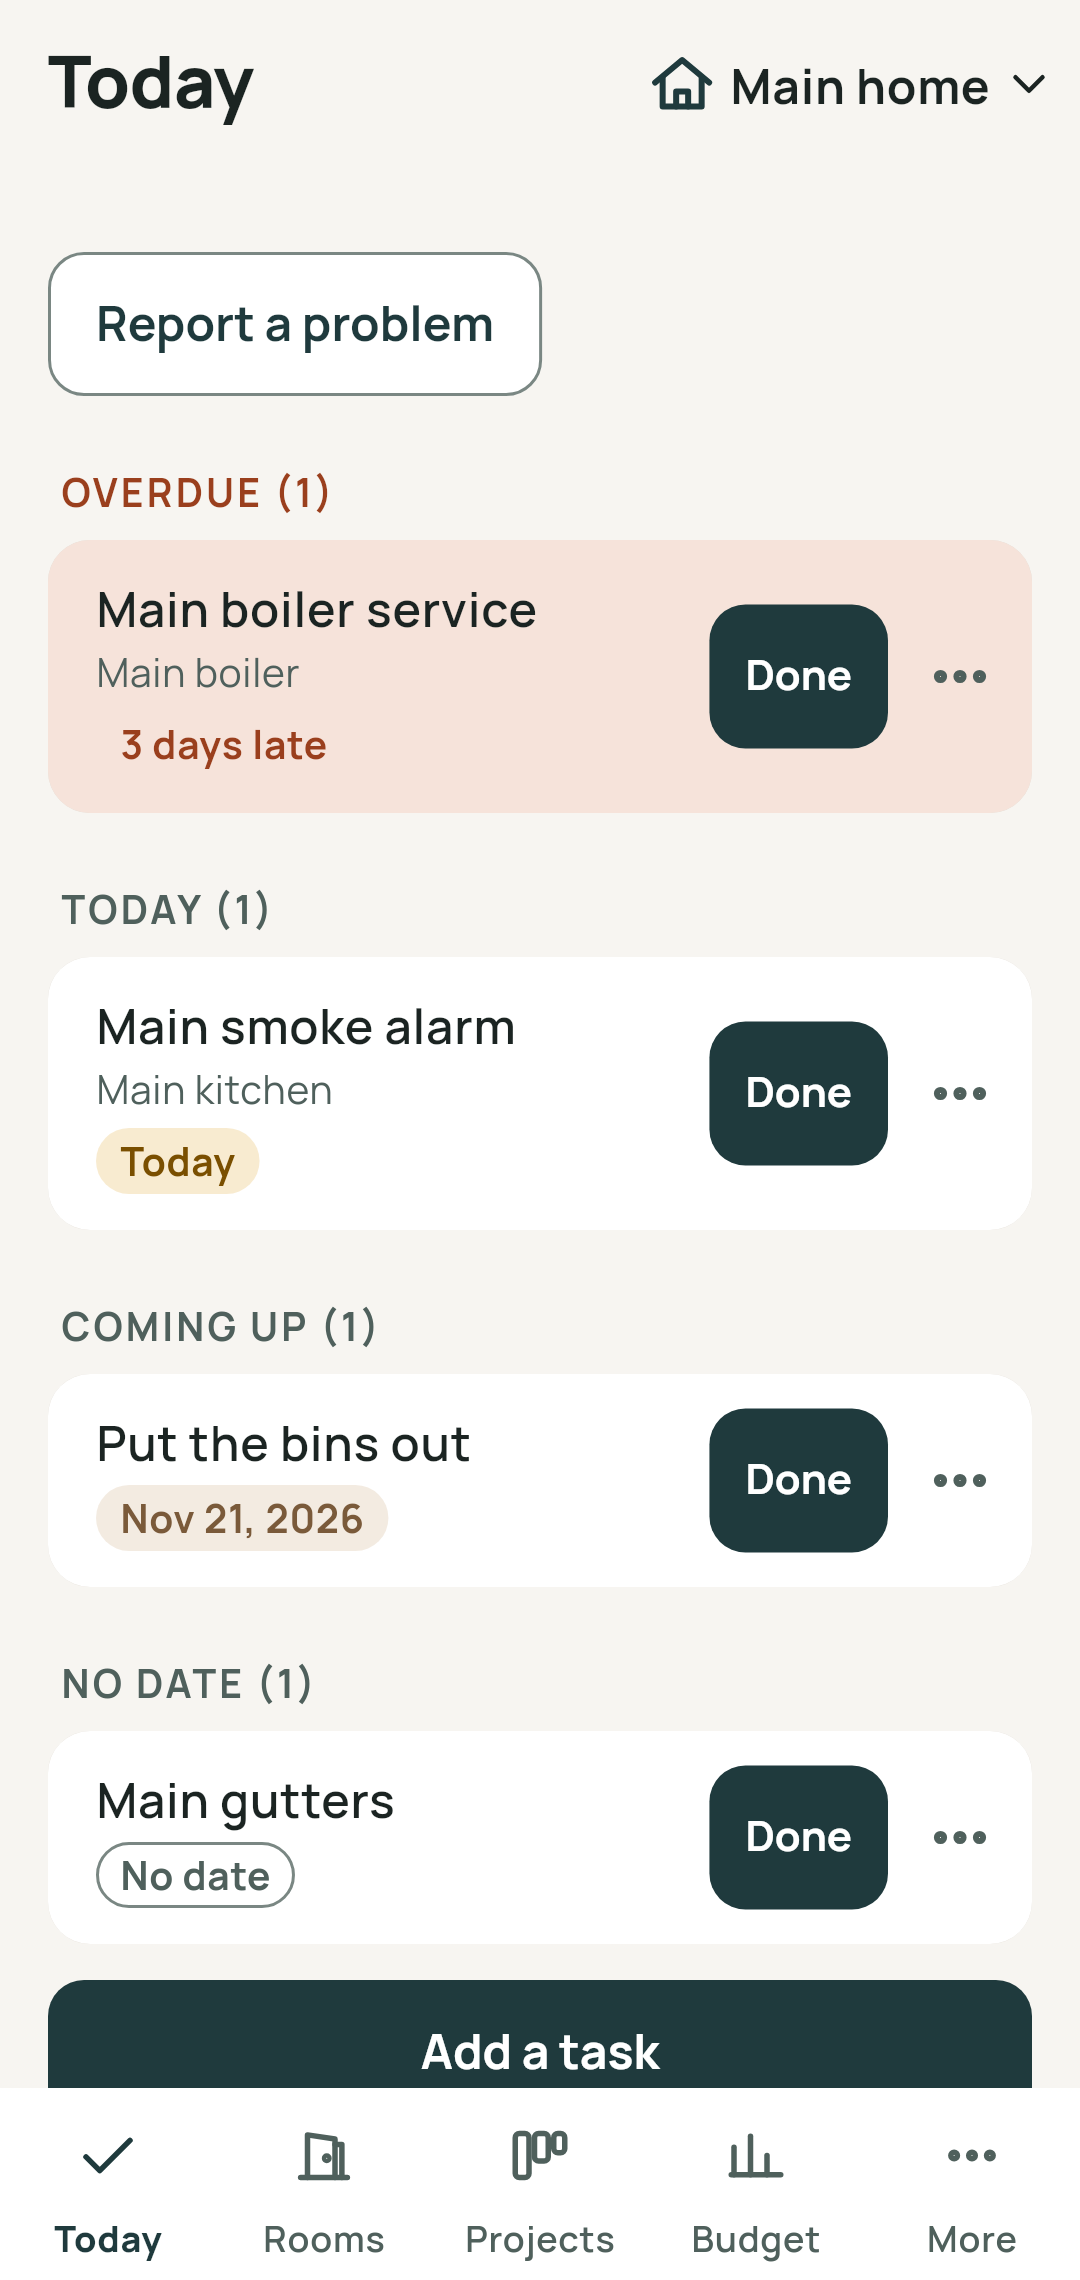 Today
Main home
Report a problem
OVERDUE (1)
Main boiler service
Main boiler
3 days late
Done
TODAY (1)
Main smoke alarm
Main kitchen
Today
Done
COMING UP (1)
Put the bins out
Nov 21, 2026
Done
NO DATE (1)
Main gutters
No date
Done
Add a task
Today
Rooms
Projects
Budget
More